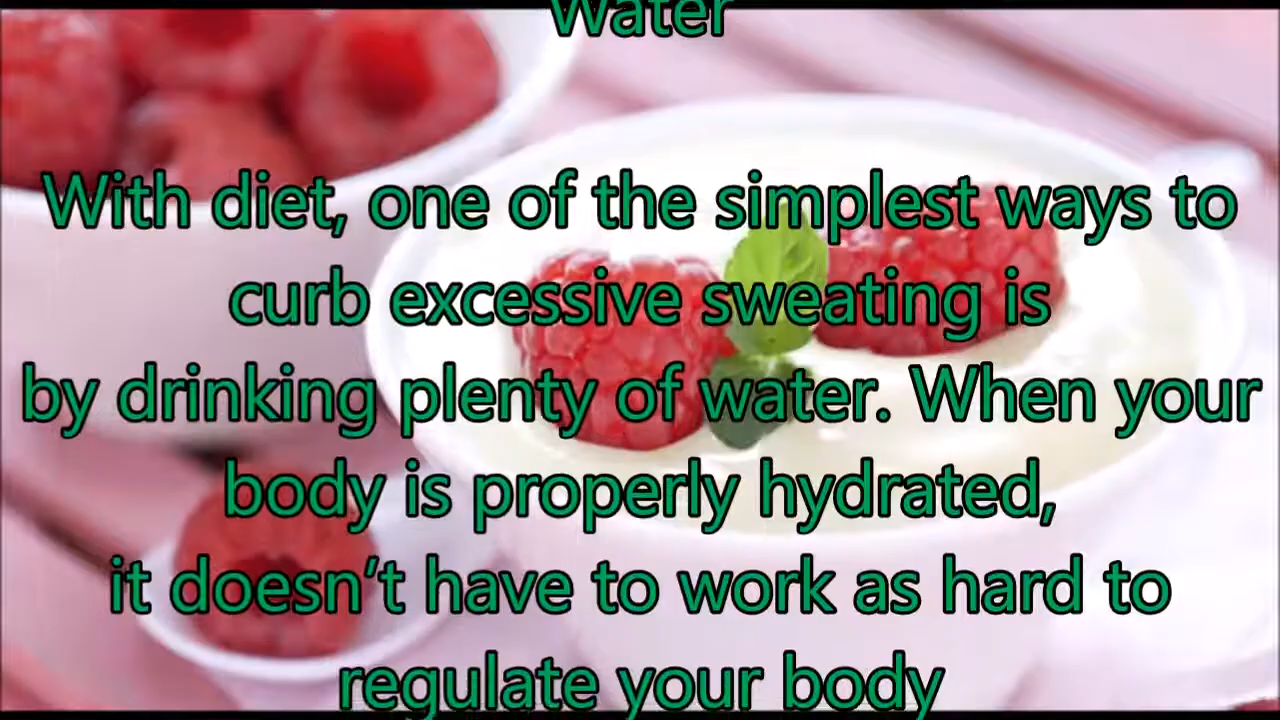 Water
With diet, one of the simplest ways to
curb excessive sweating is
by drinking plenty of water. When your
body is properly hydrated,
it doesn’t have to work as hard to
regulate your body